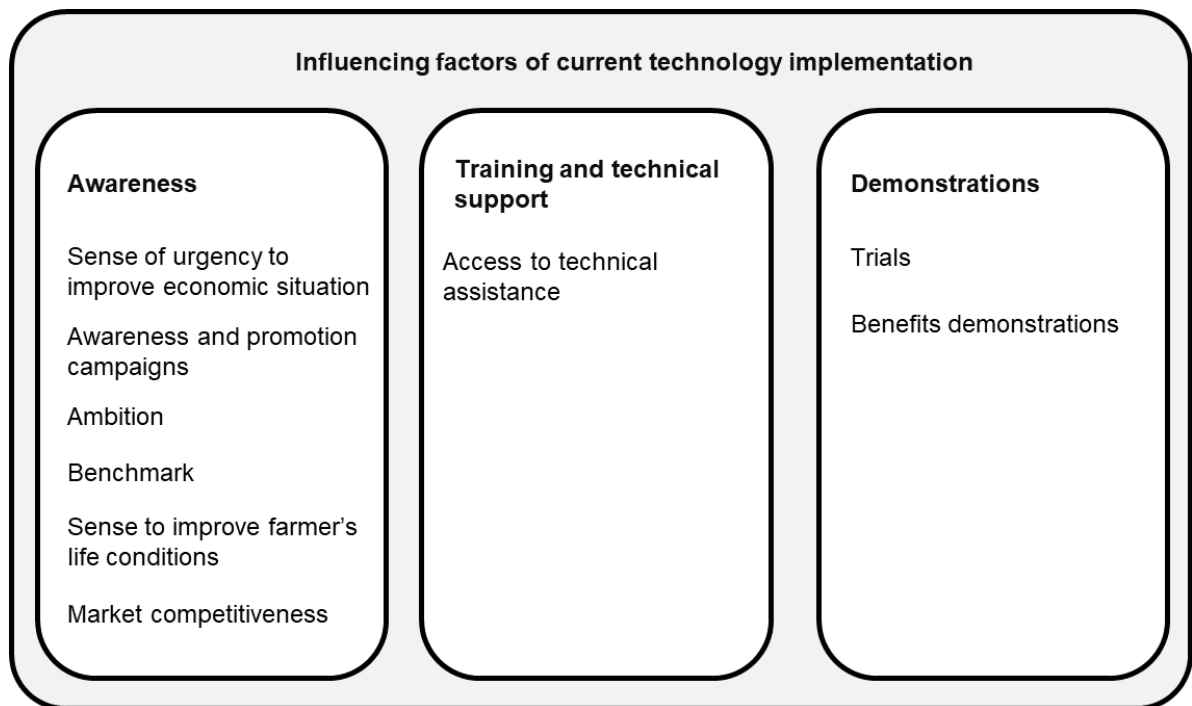 Influencing factors of current technology implementation
Awareness
Sense of urgency to
improve economic situation
Awareness and promotion
campaigns
Ambition
Benchmark
Sense to improve farmer’s
life conditions
Market competitiveness
Training and technical
support
Access to technical
assistance
Demonstrations
Trials
Benefits demonstrations